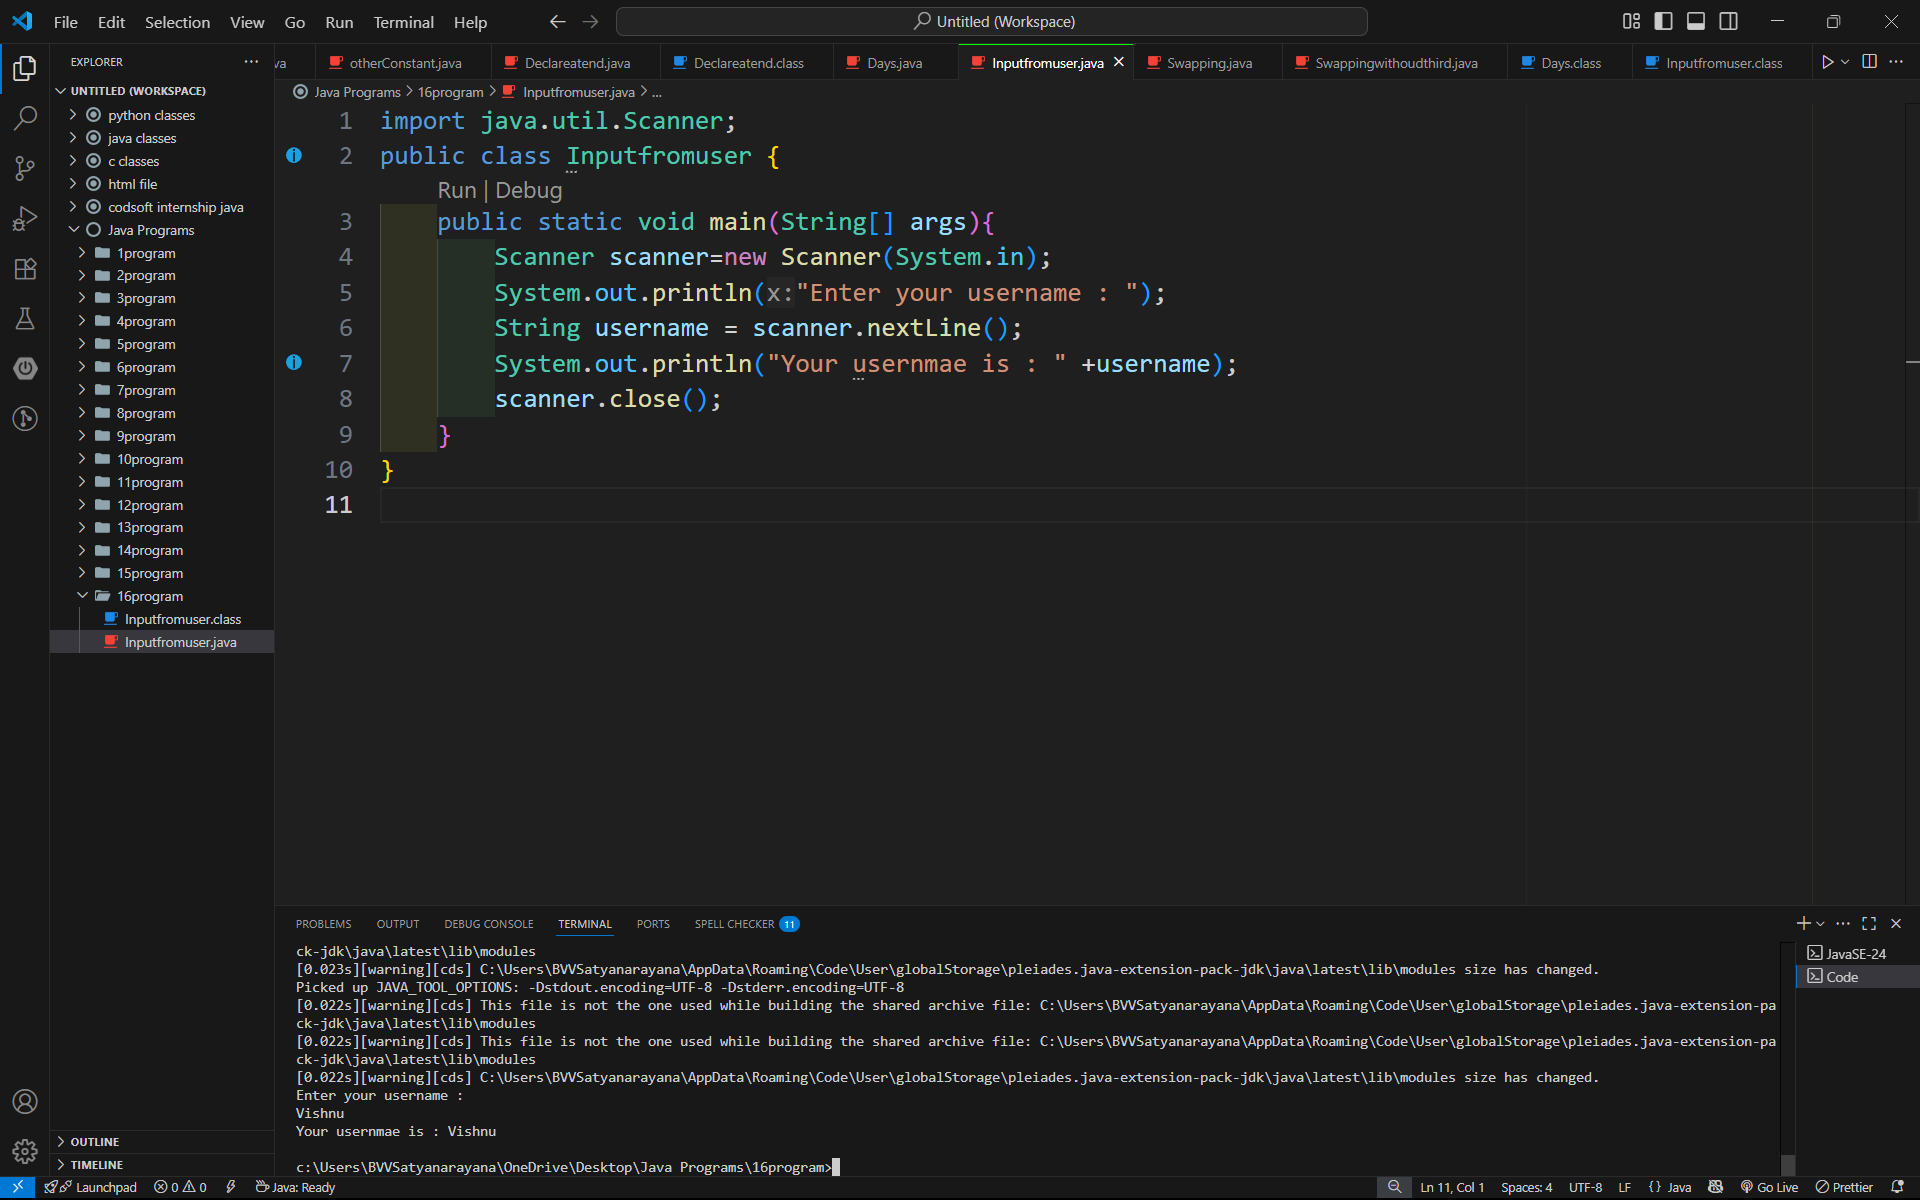 File Edit Selection View Go Run Terminal Help
Untitled (Workspace)
EXPLORER
UNTITLED (WORKSPACE)
python classes
java classes
c classes
html file
codsoft internship java
Java Programs
1program
2program
3program
4program
5program
6program
7program
8program
9program
10program
11program
12program
13program
14program
15program
16program
Inputfromuser.class
Inputfromuser.java
OUTLINE
TIMELINE
va otherConstant.java Declareatend.java Declareatend.class Days.java Inputfromuser.java Swapping.java Swappingwithoudthird.java Days.class Inputfromuser.class
Java Programs > 16program > Inputfromuser.java > ...
1 import java.util.Scanner;
2 public class Inputfromuser {
Run | Debug
3 public static void main(String[] args){
4 Scanner scanner=new Scanner(System.in);
5 System.out.println(x:"Enter your username : ");
6 String username = scanner.nextLine();
7 System.out.println("Your usernmae is : " +username);
8 scanner.close();
9 }
10 }
11
PROBLEMS OUTPUT DEBUG CONSOLE TERMINAL PORTS SPELL CHECKER 11
ck-jdk\java\latest\lib\modules
[0.023s][warning][cds] C:\Users\BVVSatyanarayana\AppData\Roaming\Code\User\globalStorage\pleiades.java-extension-pack-jdk\java\latest\lib\modules size has changed.
Picked up JAVA_TOOL_OPTIONS: -Dstdout.encoding=UTF-8 -Dstderr.encoding=UTF-8
[0.022s][warning][cds] This file is not the one used while building the shared archive file: C:\Users\BVVSatyanarayana\AppData\Roaming\Code\User\globalStorage\pleiades.java-extension-pa
ck-jdk\java\latest\lib\modules
[0.022s][warning][cds] This file is not the one used while building the shared archive file: C:\Users\BVVSatyanarayana\AppData\Roaming\Code\User\globalStorage\pleiades.java-extension-pa
ck-jdk\java\latest\lib\modules
[0.022s][warning][cds] C:\Users\BVVSatyanarayana\AppData\Roaming\Code\User\globalStorage\pleiades.java-extension-pack-jdk\java\latest\lib\modules size has changed.
Enter your username :
Vishnu
Your usernmae is : Vishnu
c:\Users\BVVSatyanarayana\OneDrive\Desktop\Java Programs\16program>
JavaSE-24
Code
Launchpad 0 0 Java: Ready Ln 11, Col 1 Spaces: 4 UTF-8 LF {} Java Go Live Prettier